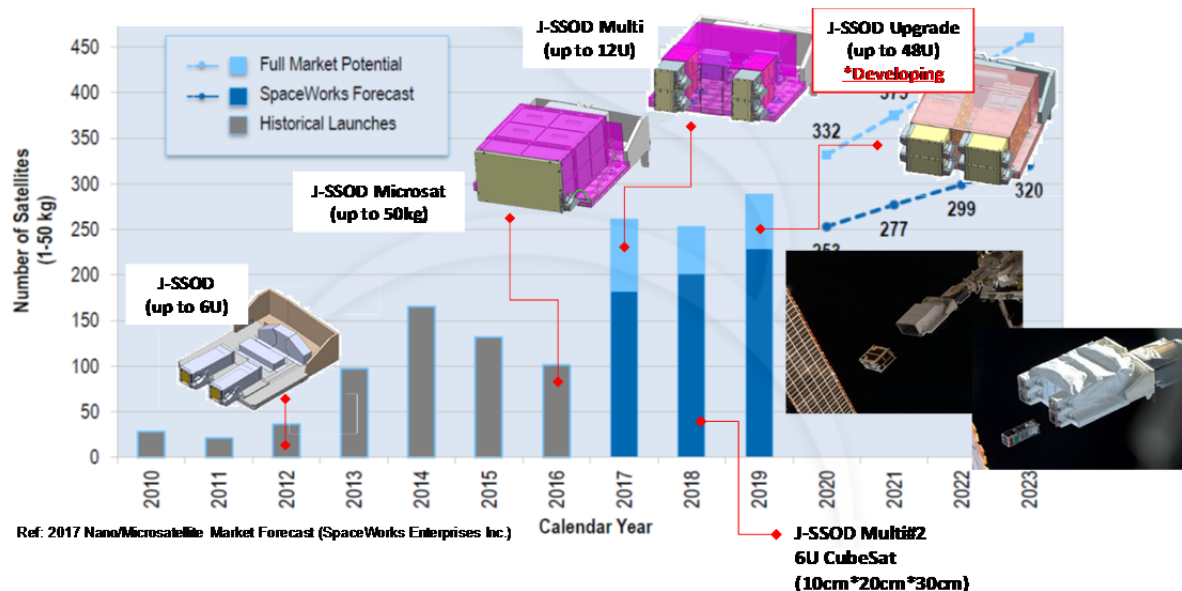 J-SSOD Multi
(up to 12U)
J-SSOD Upgrade
(up to 48U)
*Developing
Full Market Potential
SpaceWorks Forecast
Historical Launches
J-SSOD Microsat
(up to 50kg)
J-SSOD
(up to 6U)
Number of Satellites
(1-50 kg)
450
400
350
300
250
200
150
100
50
0
332
375
277
299
320
253
2010
2011
2012
2013
2014
2015
2016
2017
2018
2019
2020
2021
2022
2023
Calendar Year
Ref: 2017 Nano/Microsatellite Market Forecast (SpaceWorks Enterprises Inc.)
J-SSOD Multi#2
6U CubeSat
(10cm*20cm*30cm)